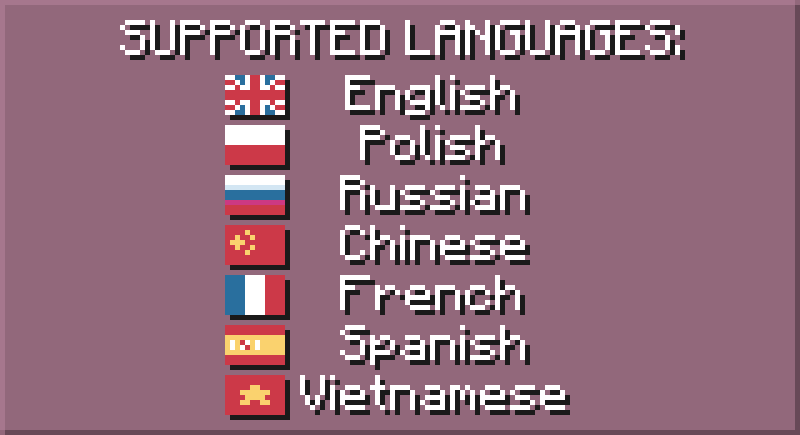 SUPPORTED LANGUAGES:
English
Polish
Russian
Chinese
French
Spanish
Vietnamese